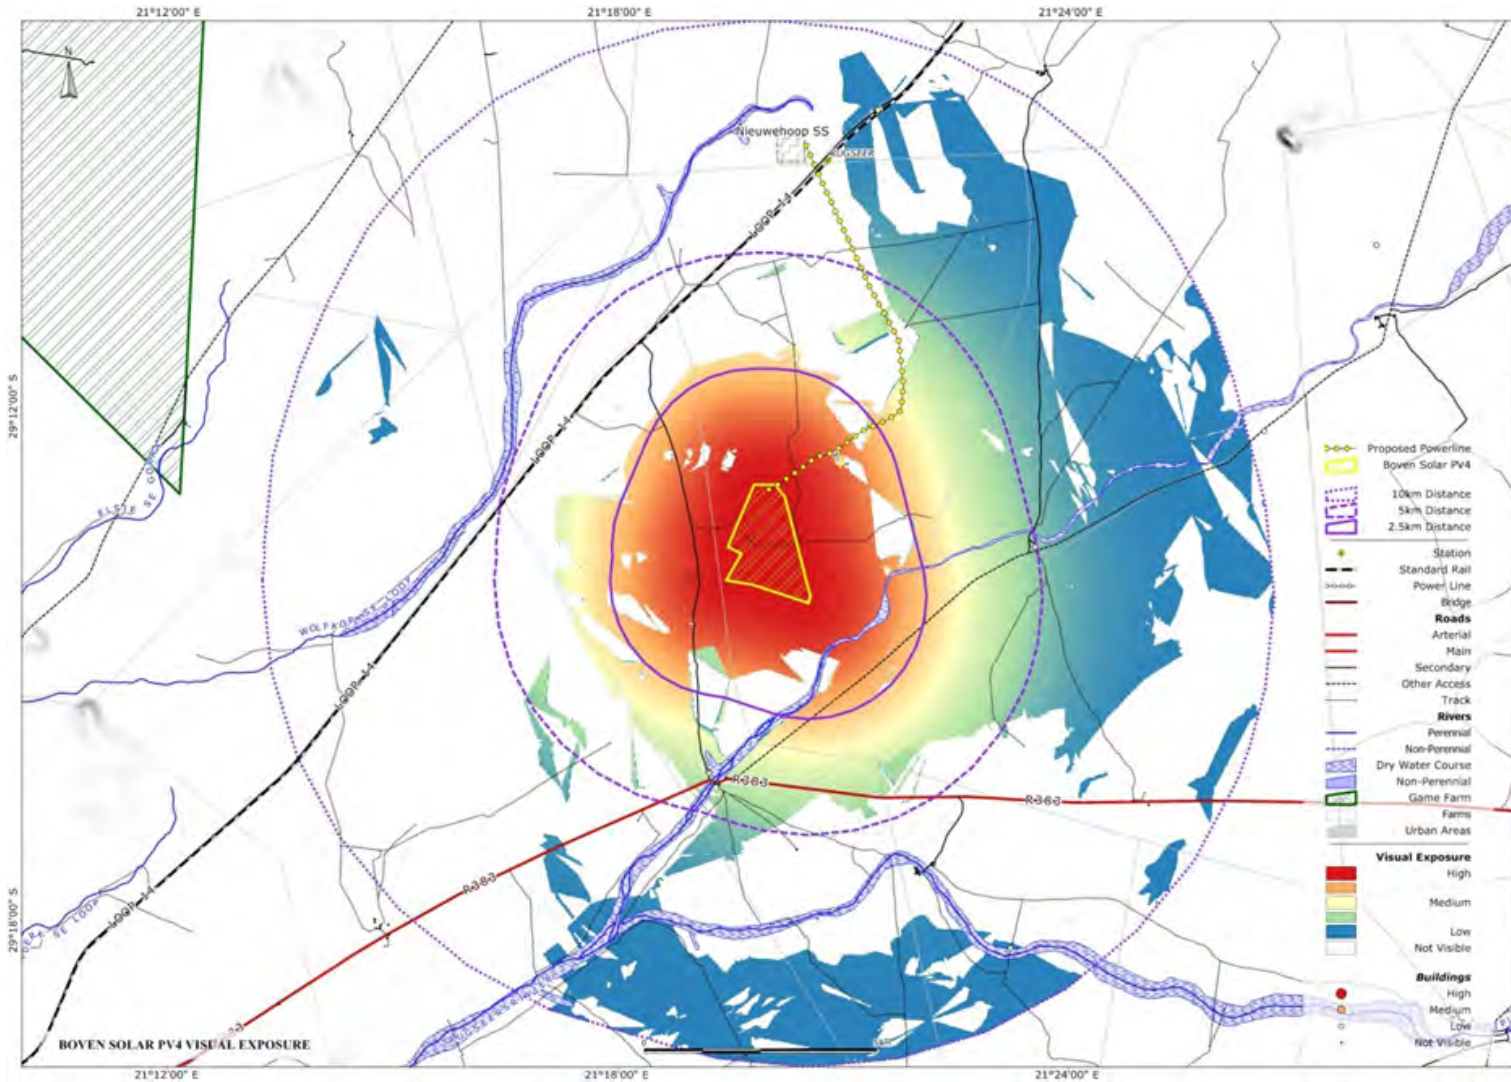 21°12'00" E
21°18'00" E
21°24'00" E
N
Nieuwehoop SS
LOOP 14
29°12'00" S
LOOP 14
Proposed Powerline
Boven Solar PV4
10km Distance
5km Distance
2.5km Distance
Station
Standard Rail
Power Line
Bridge
Roads
Arterial
Main
Secondary
Other Access
Track
Rivers
Perennial
Non-Perennial
Dry Water Course
Non-Perennial
Game Farm
Farms
Urban Areas
Visual Exposure
High
Medium
Low
Not Visible
Buildings
High
Medium
Low
Not Visible
LOOP 14
R383
R383
R383
LOOP 14
SE LOOP
29°18'00" S
BOVEN SOLAR PV4 VISUAL EXPOSURE
21°12'00" E
21°18'00" E
21°24'00" E